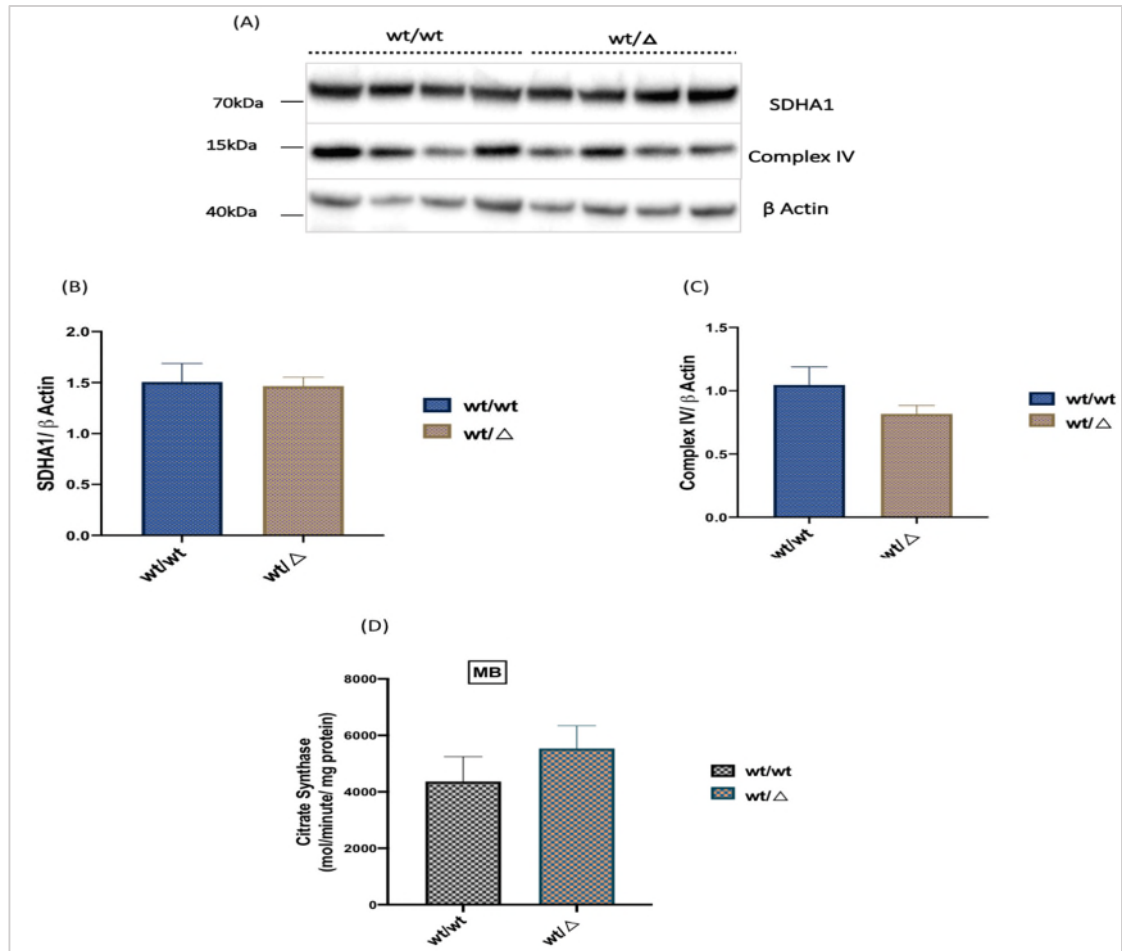 (A)
wt/wt wt/△
70kDa SDHA1
15kDa Complex IV
40kDa β Actin
(B)
SDHA1/ β Actin
2.0
1.5
1.0
0.5
0.0
wt/wt wt/△
wt/wt
wt/△
(C)
Complex IV/ β Actin
1.5
1.0
0.5
0.0
wt/wt wt/△
wt/wt
wt/△
(D)
MB
Citrate Synthase
(mol/minute/ mg protein)
8000
6000
4000
2000
0
wt/wt wt/△
wt/wt
wt/△